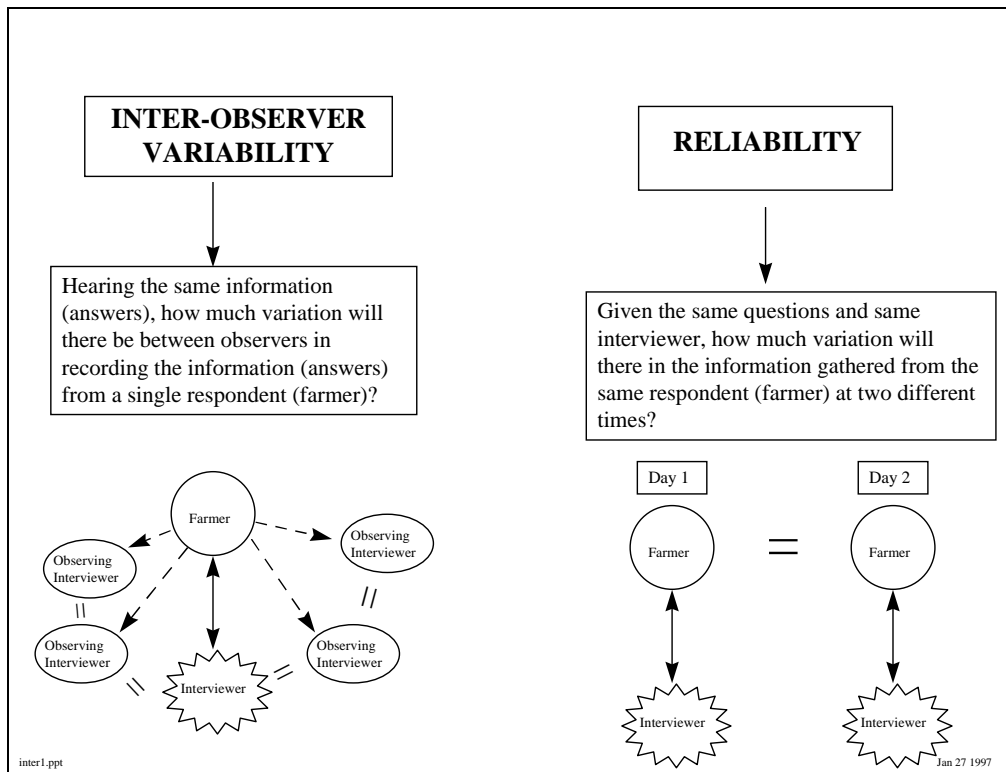 INTER-OBSERVER
VARIABILITY
Hearing the same information
(answers), how much variation will
there be between observers in
recording the information (answers)
from a single respondent (farmer)?
Farmer
Observing
Interviewer
Observing
Interviewer
Observing
Interviewer
Observing
Interviewer
Interviewer
RELIABILITY
Given the same questions and same
interviewer, how much variation will
there in the information gathered from the
same respondent (farmer) at two different
times?
Day 1
Day 2
Farmer
=
Farmer
Interviewer
Interviewer
inter1.ppt
Jan 27 1997